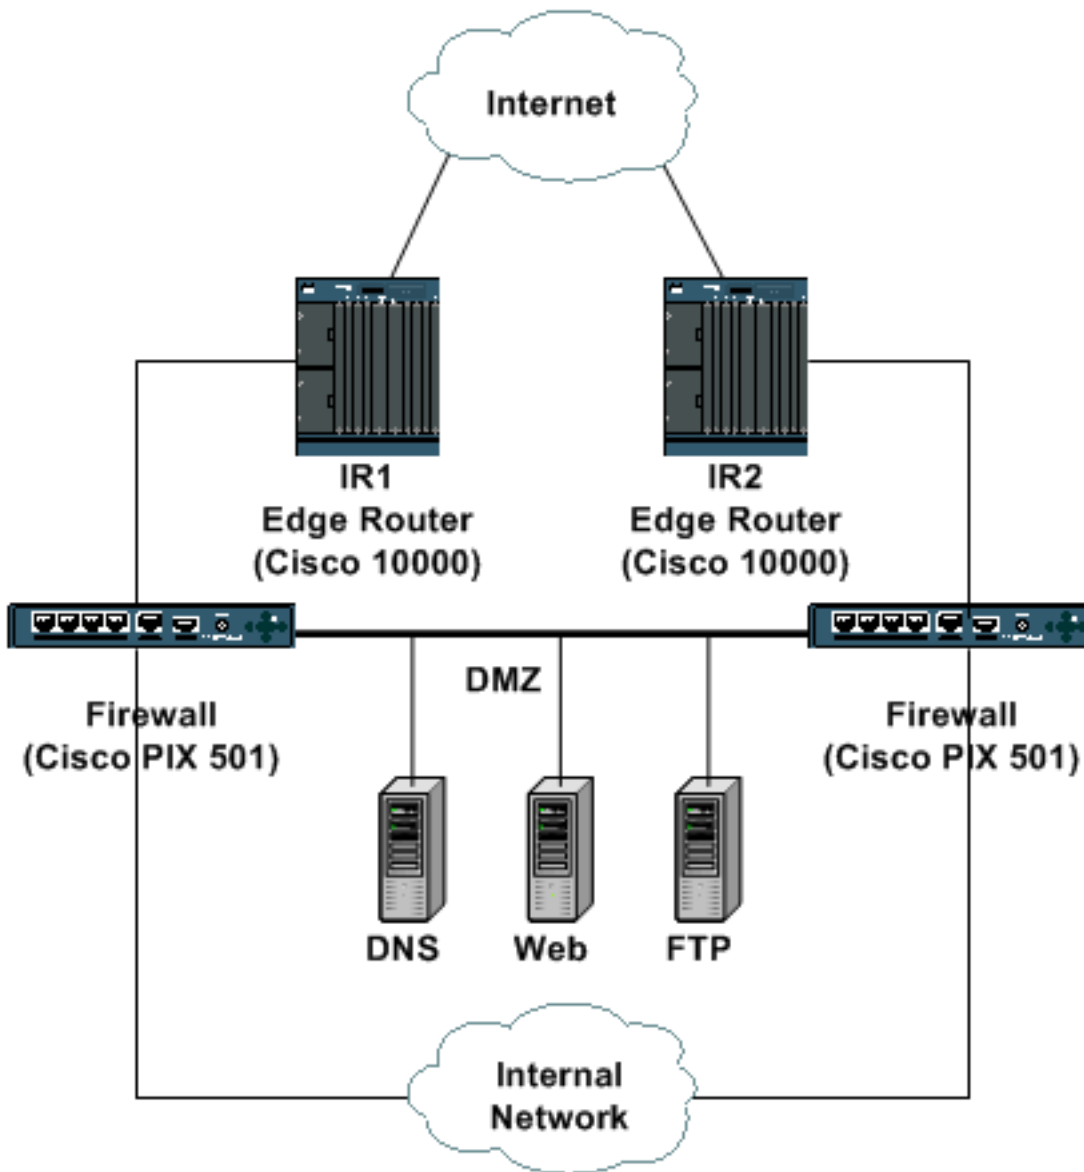 Internet
IR1
Edge Router
(Cisco 10000)
IR2
Edge Router
(Cisco 10000)
DMZ
Firewall
(Cisco PIX 501)
Firewall
(Cisco PIX 501)
DNS
Web
FTP
Internal
Network